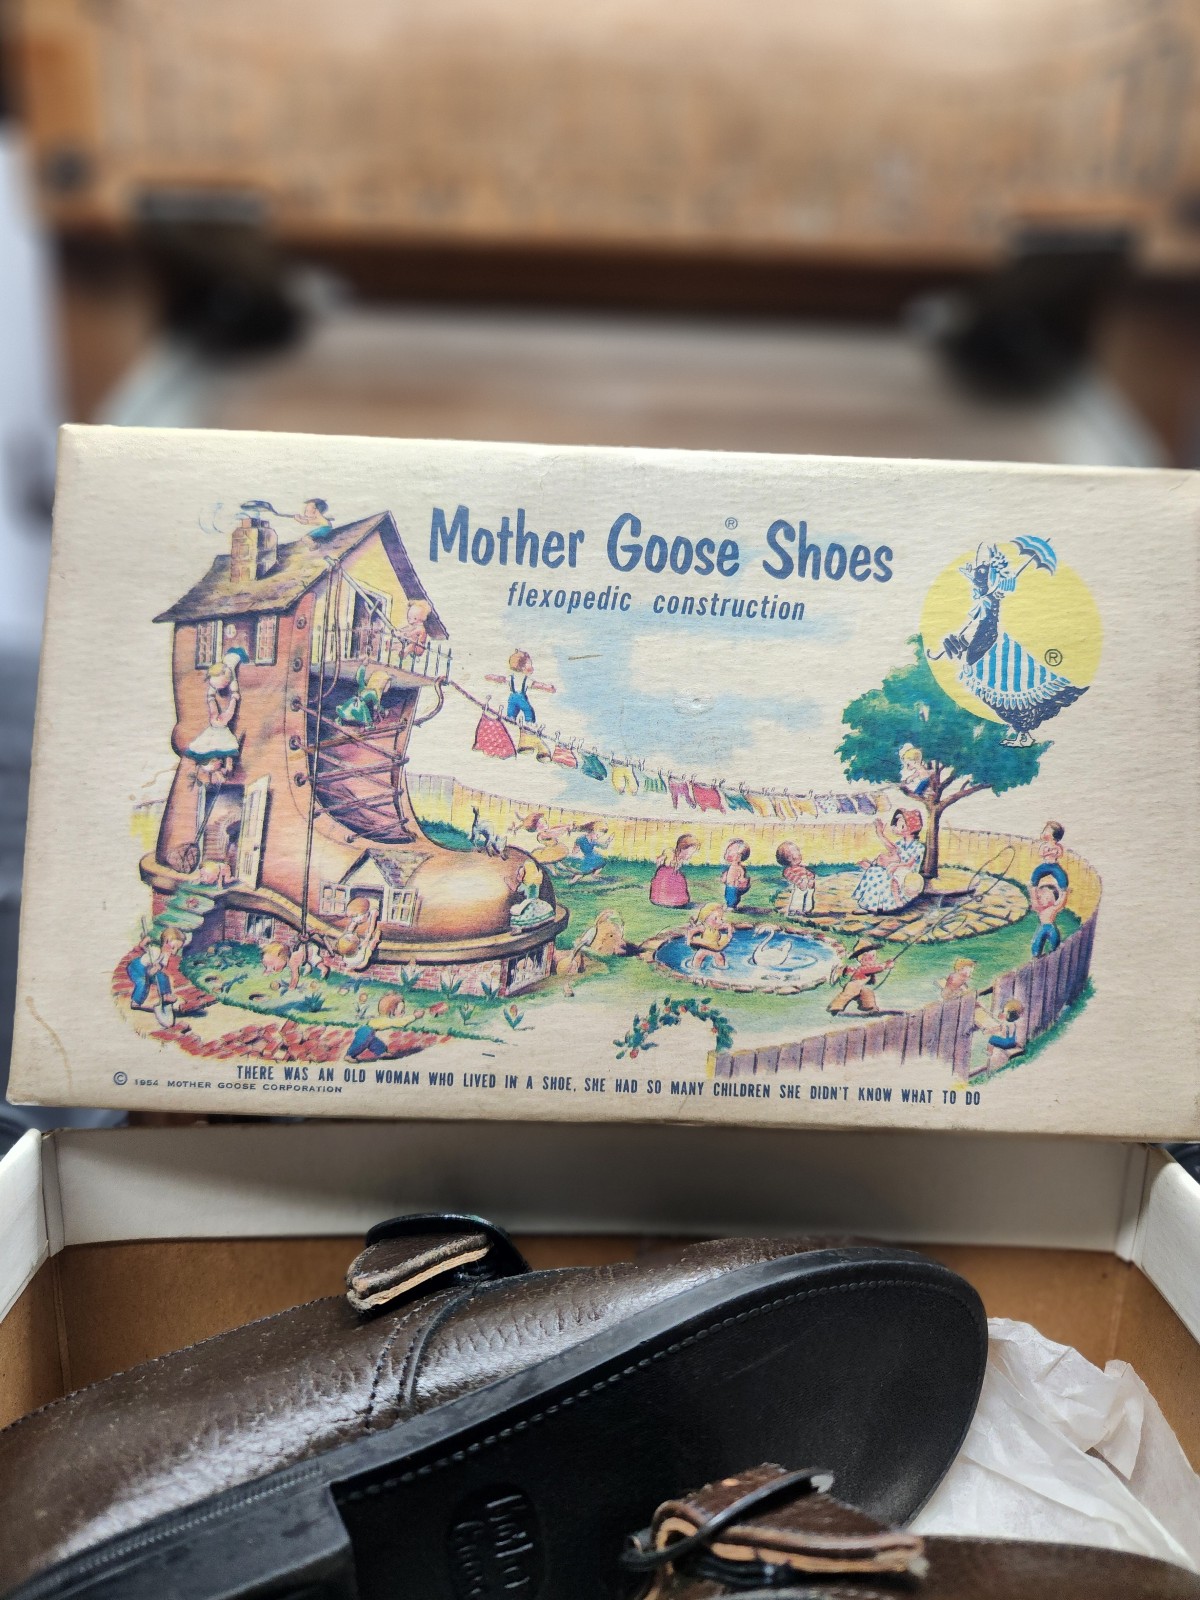 Mother Goose® Shoes
flexopedic construction
®
THERE WAS AN OLD WOMAN WHO LIVED IN A SHOE, SHE HAD SO MANY CHILDREN SHE DIDN'T KNOW WHAT TO DO
© 1954 MOTHER GOOSE CORPORATION